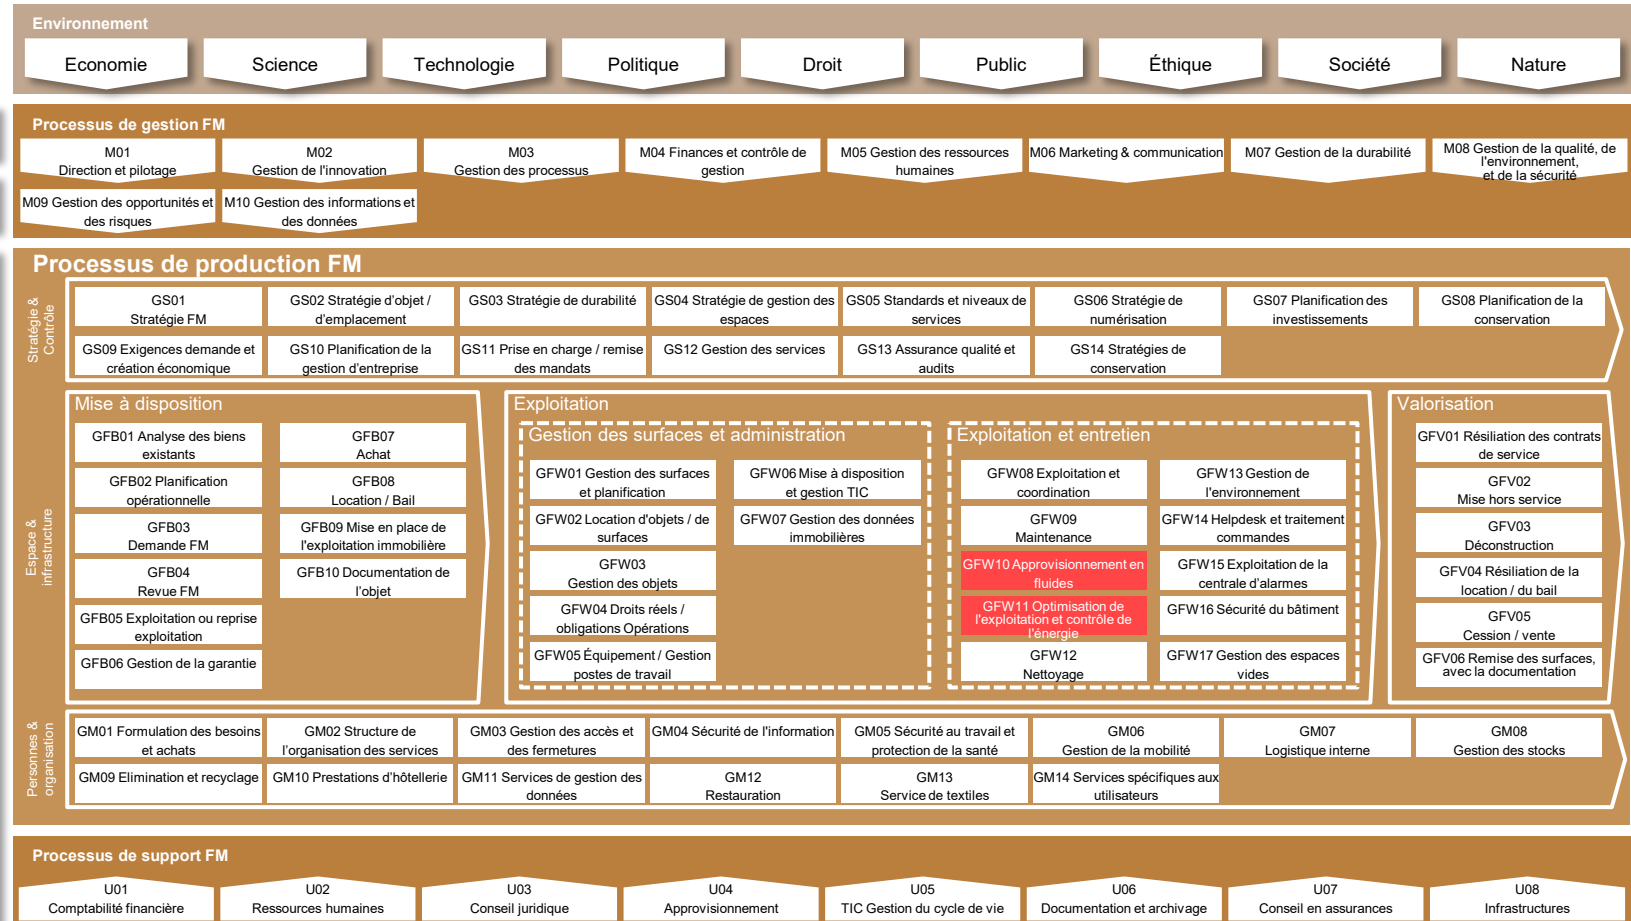 Environnement
Economie
Science
Technologie
Politique
Droit
Public
Éthique
Société
Nature
Processus de gestion FM
M01
Direction et pilotage
M02
Gestion de l'innovation
M03
Gestion des processus
M04 Finances et contrôle de
gestion
M05 Gestion des ressources
humaines
M06 Marketing & communication
M07 Gestion de la durabilité
M08 Gestion de la qualité, de
l'environnement,
et de la sécurité
M09 Gestion des opportunités et
des risques
M10 Gestion des informations et
des données
Processus de production FM
Stratégie &
Contrôle
GS01
Stratégie FM
GS02 Stratégie d'objet /
d'emplacement
GS03 Stratégie de durabilité
GS04 Stratégie de gestion des
espaces
GS05 Standards et niveaux de
services
GS06 Stratégie de
numérisation
GS07 Planification des
investissements
GS08 Planification de la
conservation
GS09 Exigences demande et
création économique
GS10 Planification de la
gestion d'entreprise
GS11 Prise en charge / remise
des mandats
GS12 Gestion des services
GS13 Assurance qualité et
audits
GS14 Stratégies de
conservation
Espace &
infrastructure
Mise à disposition
GFB01 Analyse des biens
existants
GFB02 Planification
opérationnelle
GFB03
Demande FM
GFB04
Revue FM
GFB05 Exploitation ou reprise
exploitation
GFB06 Gestion de la garantie
GFB07
Achat
GFB08
Location / Bail
GFB09 Mise en place de
l'exploitation immobilière
GFB10 Documentation de
l'objet
Exploitation
Gestion des surfaces et administration
GFW01 Gestion des surfaces
et planification
GFW02 Location d'objets / de
surfaces
GFW03
Gestion des objets
GFW04 Droits réels /
obligations Opérations
GFW05 Équipement / Gestion
postes de travail
GFW06 Mise à disposition
et gestion TIC
GFW07 Gestion des données
immobilières
Exploitation et entretien
GFW08 Exploitation et
coordination
GFW09
Maintenance
GFW10 Approvisionnement en
fluides
GFW11 Optimisation de
l'exploitation et contrôle de
l'énergie
GFW12
Nettoyage
GFW13 Gestion de
l'environnement
GFW14 Helpdesk et traitement
commandes
GFW15 Exploitation de la
centrale d'alarmes
GFW16 Sécurité du bâtiment
GFW17 Gestion des espaces
vides
Valorisation
GFV01 Résiliation des contrats
de service
GFV02
Mise hors service
GFV03
Déconstruction
GFV04 Résiliation de la
location / du bail
GFV05
Cession / vente
GFV06 Remise des surfaces,
avec la documentation
Personnes &
organisation
GM01 Formulation des besoins
et achats
GM02 Structure de
l'organisation des services
GM03 Gestion des accès et
des fermetures
GM04 Sécurité de l'information
GM05 Sécurité au travail et
protection de la santé
GM06
Gestion de la mobilité
GM07
Logistique interne
GM08
Gestion des stocks
GM09 Elimination et recyclage
GM10 Prestations d'hôtellerie
GM11 Services de gestion des
données
GM12
Restauration
GM13
Service de textiles
GM14 Services spécifiques aux
utilisateurs
Processus de support FM
U01
Comptabilité financière
U02
Ressources humaines
U03
Conseil juridique
U04
Approvisionnement
U05
TIC Gestion du cycle de vie
U06
Documentation et archivage
U07
Conseil en assurances
U08
Infrastructures